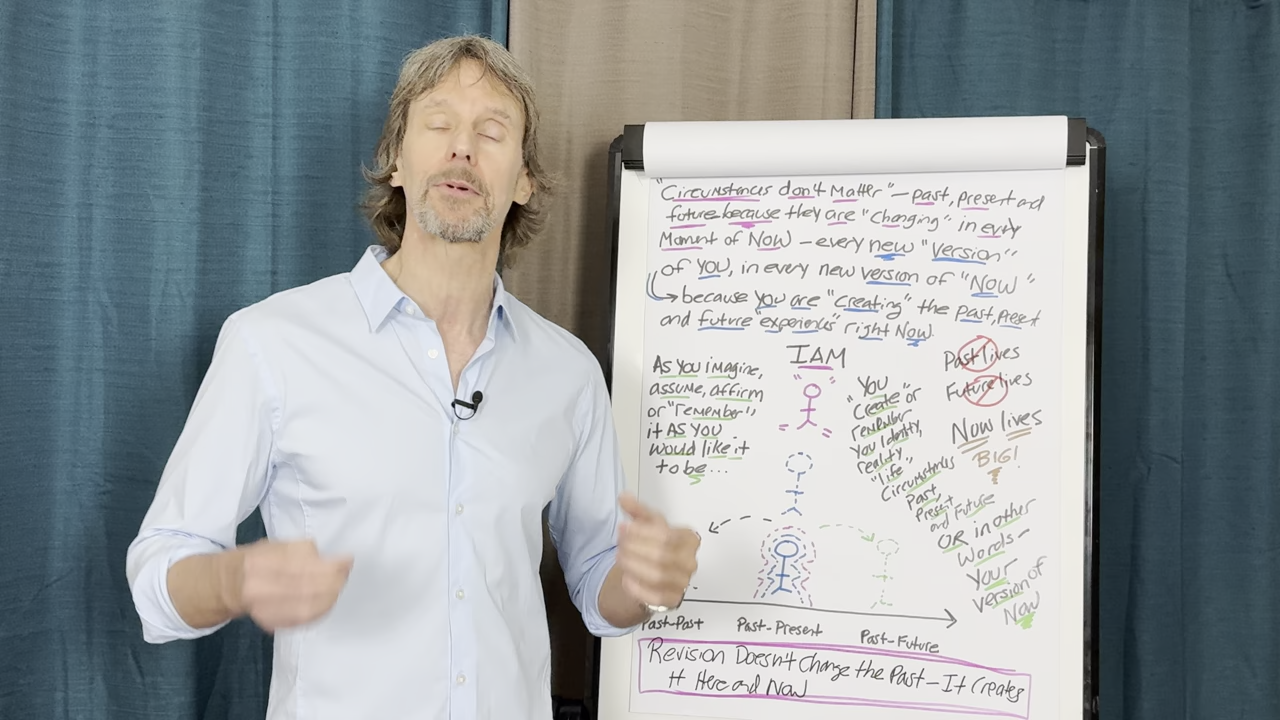 "Circumstances don't Matter" — past, present and
future because they are "Changing" in every
Moment of Now — every new "Version"
of you, in every new version of "Now"
because you are "creating" the past, present
and future "experiences" right Now.
As you imagine,
assume, affirm
or "remember"
it AS YOU
would like it
to be...
I AM
"You
create" or
remember
you Identity,
reality,
"life"
Circumstances
Past,
Present
and Future
OR in other
words —
Your
version of
Now
Past lives
Future lives
Now lives
BIG!
Past-Past
Past-Present
Past-Future
Revision Doesn't Change the Past — It Creates
It Here and Now